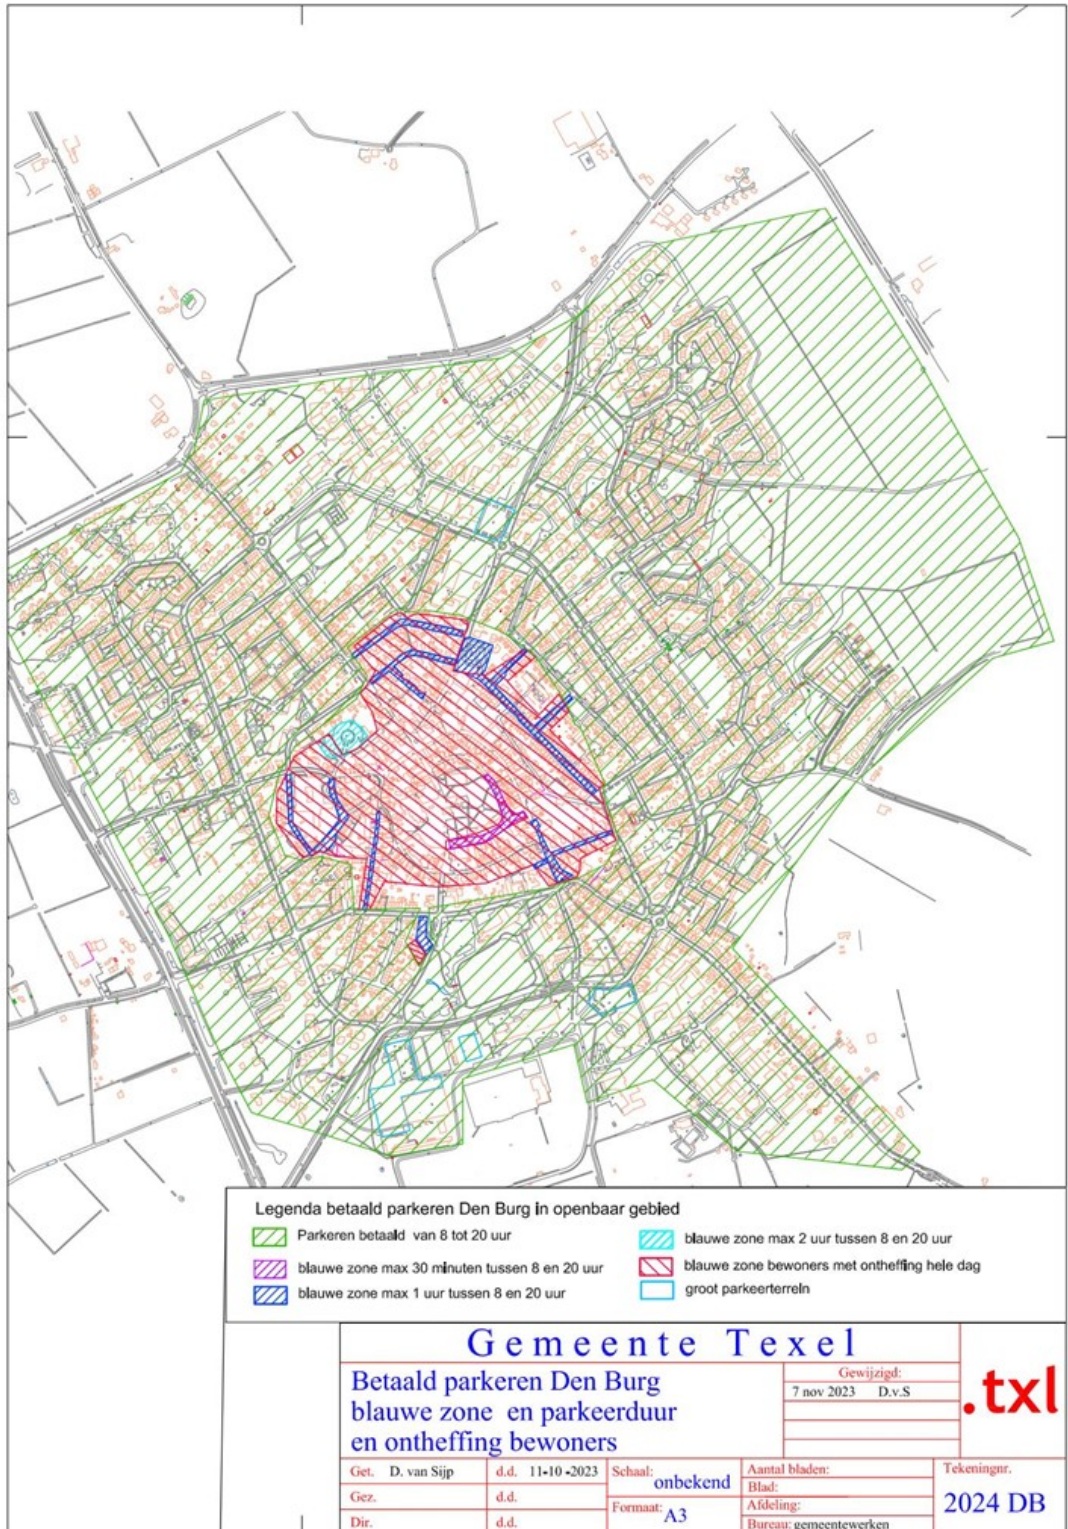 Legenda betaald parkeren Den Burg in openbaar gebied
Parkeren betaald van 8 tot 20 uur
blauwe zone max 30 minuten tussen 8 en 20 uur
blauwe zone max 1 uur tussen 8 en 20 uur
blauwe zone max 2 uur tussen 8 en 20 uur
blauwe zone bewoners met ontheffing hele dag
groot parkeerterrein
Gemeente Texel
Betaald parkeren Den Burg
blauwe zone en parkeerduur
en ontheffing bewoners
Gewijzigd:
7 nov 2023 D.v.S
.txl
Get. D. van Sijp
d.d. 11-10-2023
Gez.
d.d.
Dir.
d.d.
Schaal: onbekend
Formaat: A3
Aantal bladen:
Blad:
Afdeling:
Bureau: gemeentewerken
Tekeningnr.
2024 DB